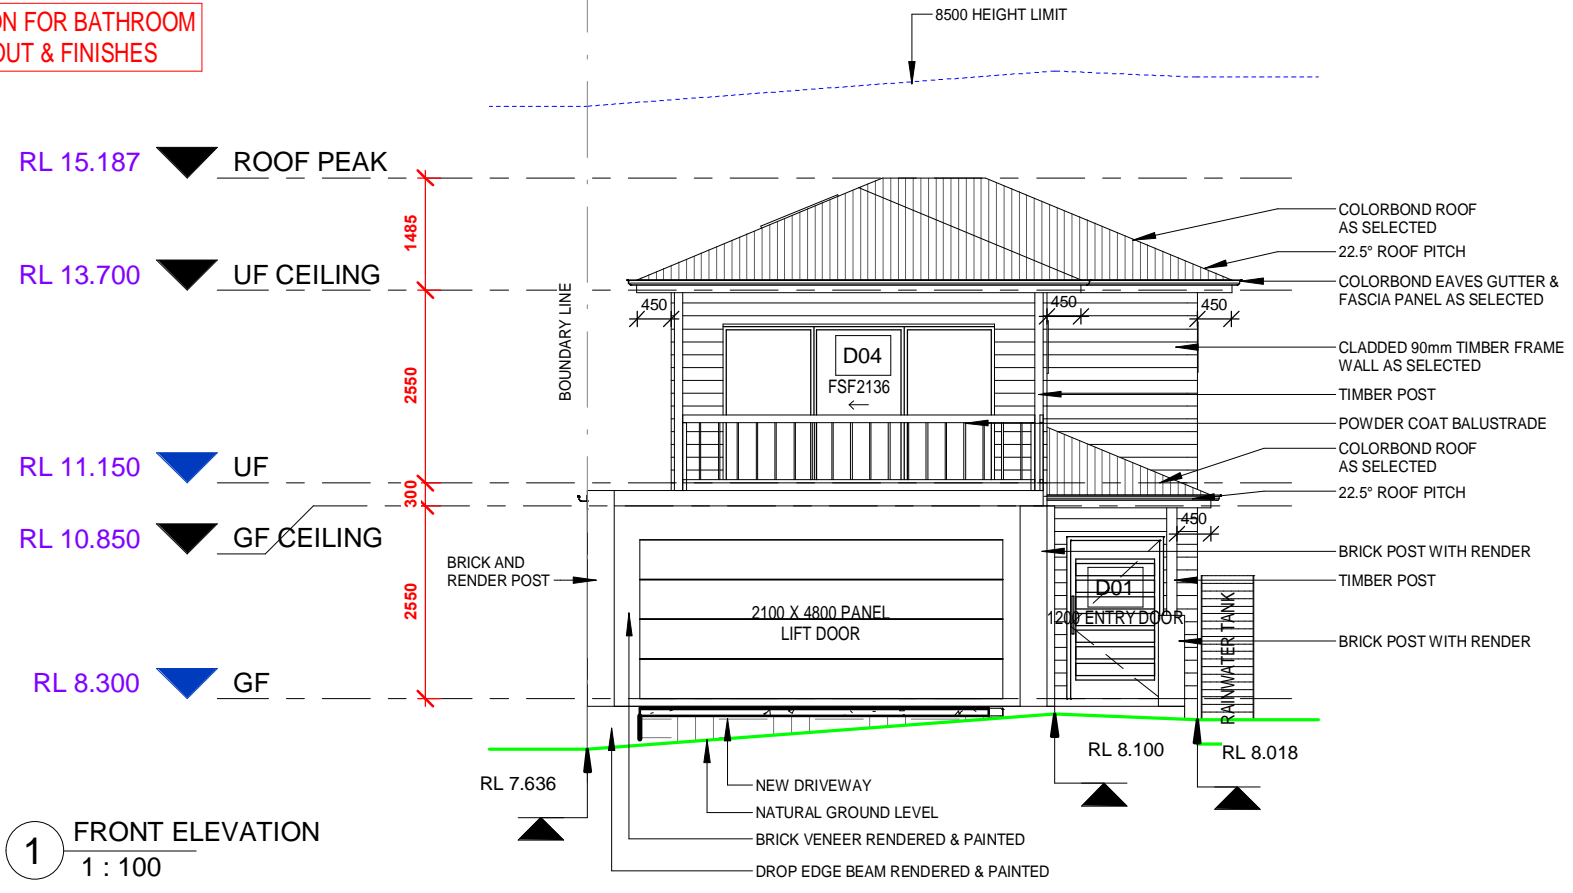 ON FOR BATHROOM
OUT & FINISHES
8500 HEIGHT LIMIT
RL 15.187 ROOF PEAK
1485
RL 13.700 UF CEILING
2550
RL 11.150 UF
300
RL 10.850 GF CEILING
2550
RL 8.300 GF
BOUNDARY LINE
450
450
450
450
D04
FSF2136
←
COLORBOND ROOF
AS SELECTED
22.5° ROOF PITCH
COLORBOND EAVES GUTTER &
FASCIA PANEL AS SELECTED
CLADDED 90mm TIMBER FRAME
WALL AS SELECTED
TIMBER POST
POWDER COAT BALUSTRADE
COLORBOND ROOF
AS SELECTED
22.5° ROOF PITCH
BRICK POST WITH RENDER
TIMBER POST
BRICK POST WITH RENDER
BRICK AND
RENDER POST
2100 X 4800 PANEL
LIFT DOOR
D01
1200 ENTRY DOOR
RAINWATER TANK
RL 7.636
RL 8.100
RL 8.018
NEW DRIVEWAY
NATURAL GROUND LEVEL
BRICK VENEER RENDERED & PAINTED
DROP EDGE BEAM RENDERED & PAINTED
1 FRONT ELEVATION
1 : 100